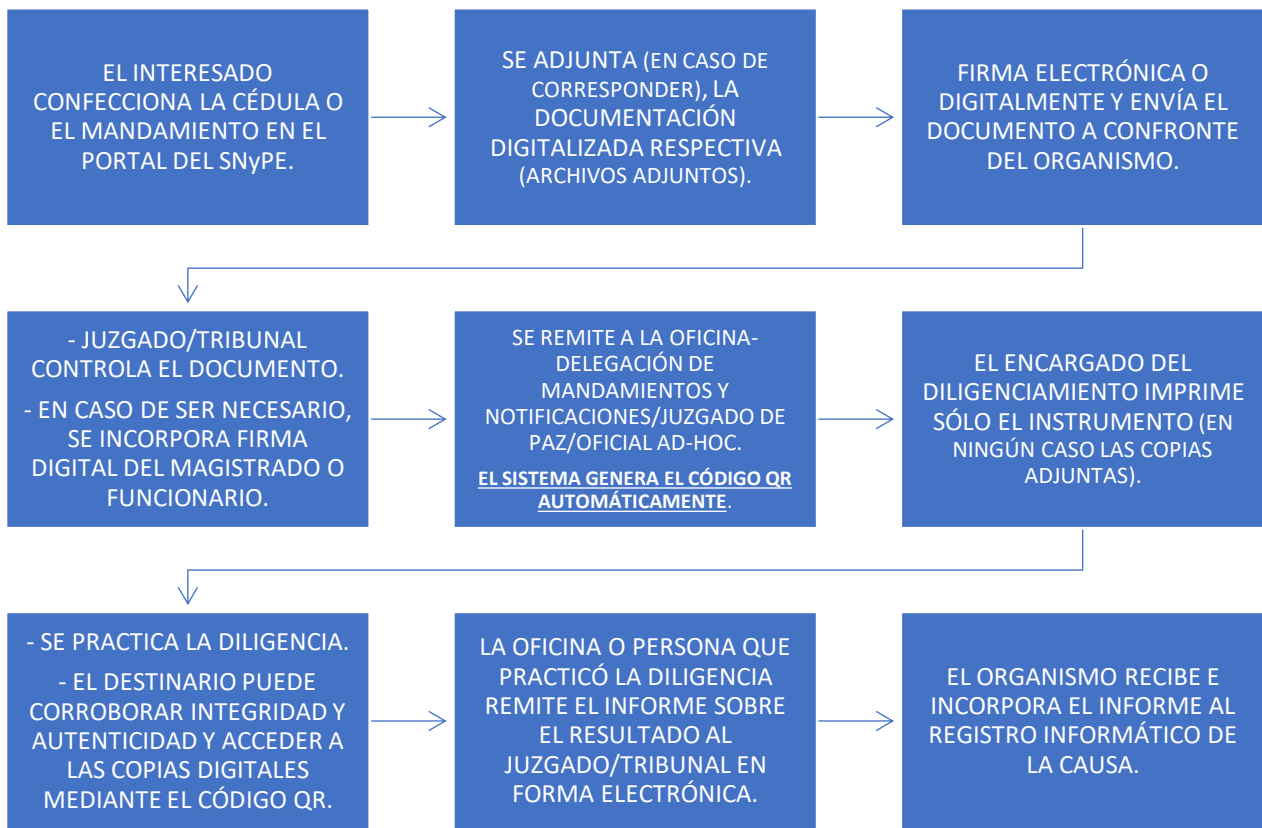 EL INTERESADO
CONFECCIONA LA CÉDULA O
EL MANDAMIENTO EN EL
PORTAL DEL SNyPE.
SE ADJUNTA (EN CASO DE
CORRESPONDER), LA
DOCUMENTACIÓN
DIGITALIZADA RESPECTIVA
(ARCHIVOS ADJUNTOS).
FIRMA ELECTRÓNICA O
DIGITALMENTE Y ENVÍA EL
DOCUMENTO A CONFRONTE
DEL ORGANISMO.
- JUZGADO/TRIBUNAL
CONTROLA EL DOCUMENTO.
- EN CASO DE SER NECESARIO,
SE INCORPORA FIRMA
DIGITAL DEL MAGISTRADO O
FUNCIONARIO.
SE REMITE A LA OFICINA-
DELEGACIÓN DE
MANDAMIENTOS Y
NOTIFICACIONES/JUZGADO DE
PAZ/OFICIAL AD-HOC.
EL SISTEMA GENERA EL CÓDIGO QR
AUTOMÁTICAMENTE.
EL ENCARGADO DEL
DILIGENCIAMIENTO IMPRIME
SÓLO EL INSTRUMENTO (EN
NINGÚN CASO LAS COPIAS
ADJUNTAS).
- SE PRACTICA LA DILIGENCIA.
- EL DESTINARIO PUEDE
CORROBORAR INTEGRIDAD Y
AUTENTICIDAD Y ACCEDER A
LAS COPIAS DIGITALES
MEDIANTE EL CÓDIGO QR.
LA OFICINA O PERSONA QUE
PRACTICÓ LA DILIGENCIA
REMITE EL INFORME SOBRE
EL RESULTADO AL
JUZGADO/TRIBUNAL EN
FORMA ELECTRÓNICA.
EL ORGANISMO RECIBE E
INCORPORA EL INFORME AL
REGISTRO INFORMÁTICO DE
LA CAUSA.